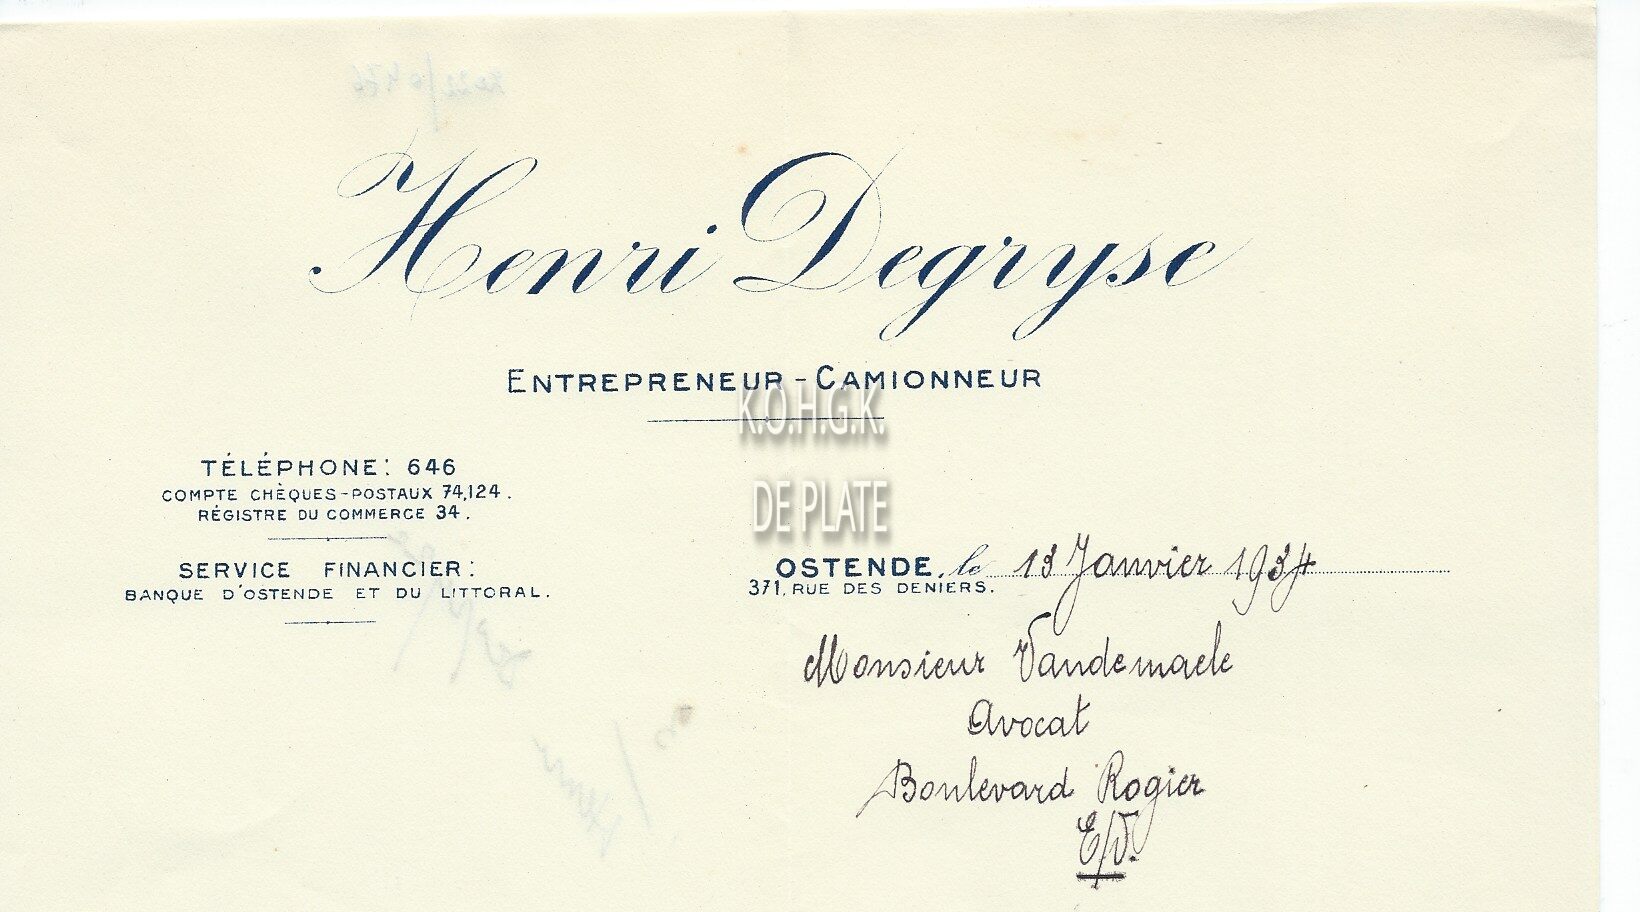 Henri Degryse
ENTREPRENEUR-CAMIONNEUR
K.O.H.G.K.
DE PLATE
TÉLÉPHONE: 646
COMPTE CHÈQUES-POSTAUX 74,124.
RÉGISTRE DU COMMERCE 34.
SERVICE FINANCIER:
BANQUE D'OSTENDE ET DU LITTORAL.
OSTENDE, le 13 Janvier 1934
371, RUE DES DENIERS.
Monsieur Vandemaele
Avocat
Boulevard Rogier
E/V.